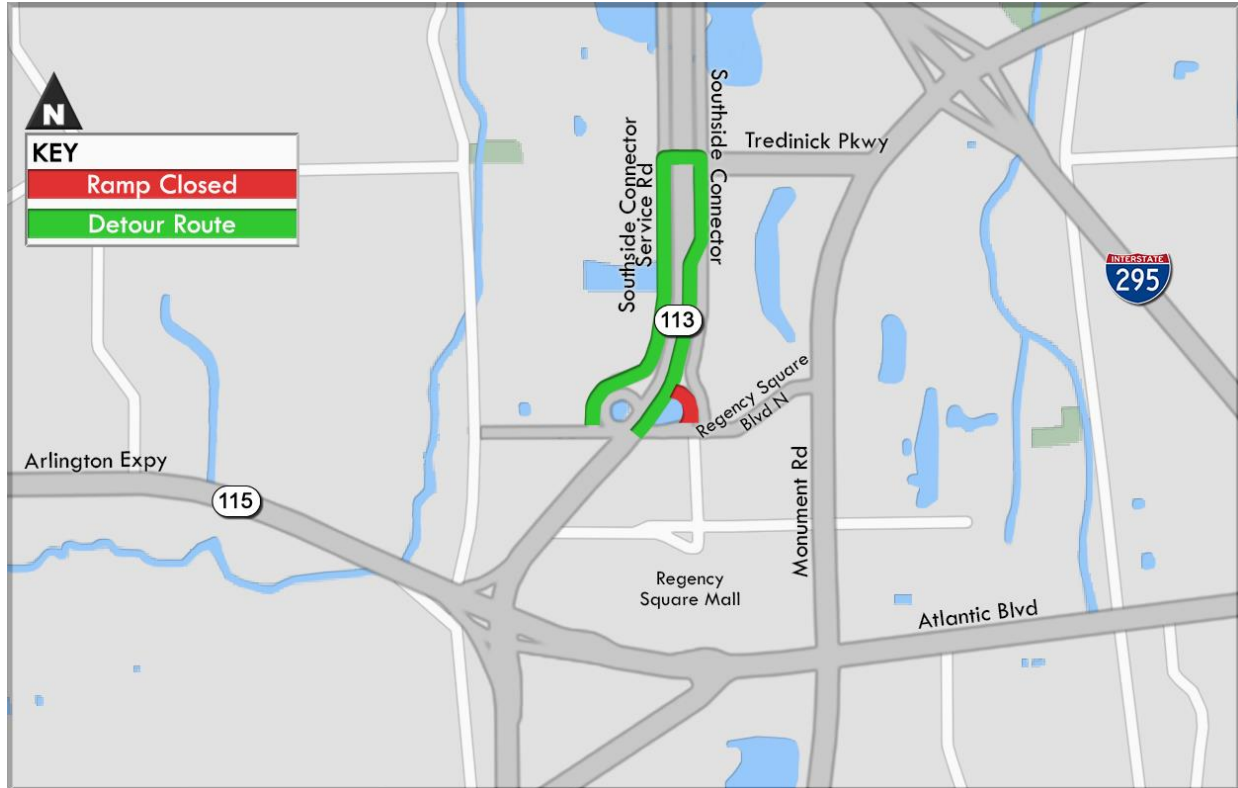 N
KEY
Ramp Closed
Detour Route
Southside Connector
Service Rd
Southside Connector
Tredinick Pkwy
INTERSTATE
295
113
Regency Square
Blvd N
Arlington Expy
115
Monument Rd
Regency
Square Mall
Atlantic Blvd